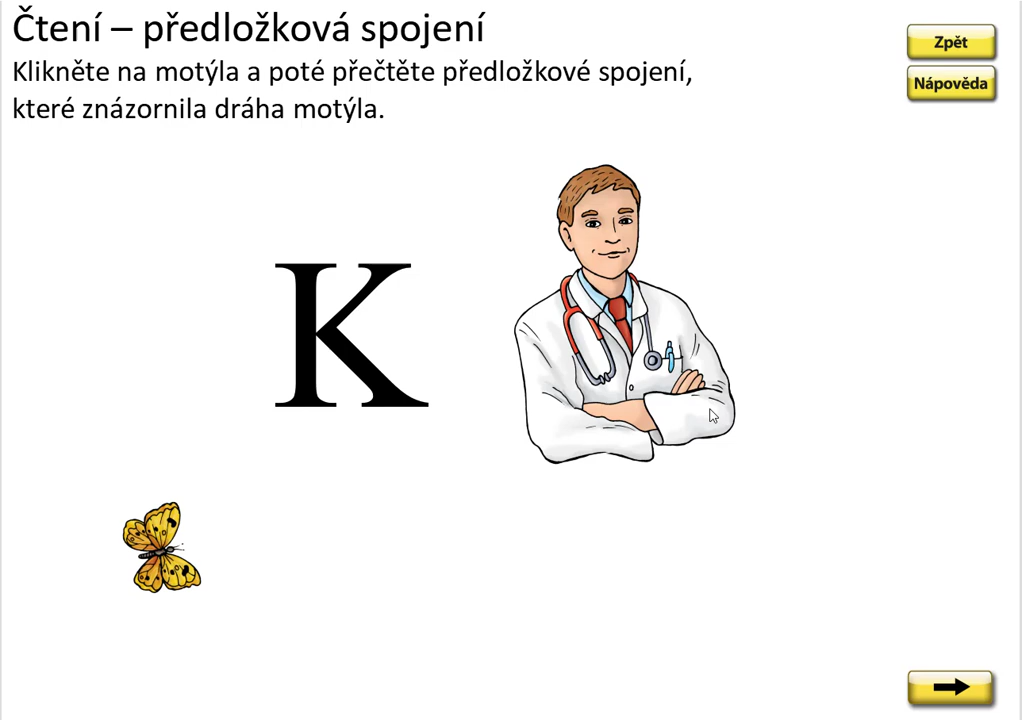 Čtení – předložková spojení
Zpět
Klikněte na motýla a poté přečtěte předložkové spojení,
Nápověda
které znázornila dráha motýla.
K